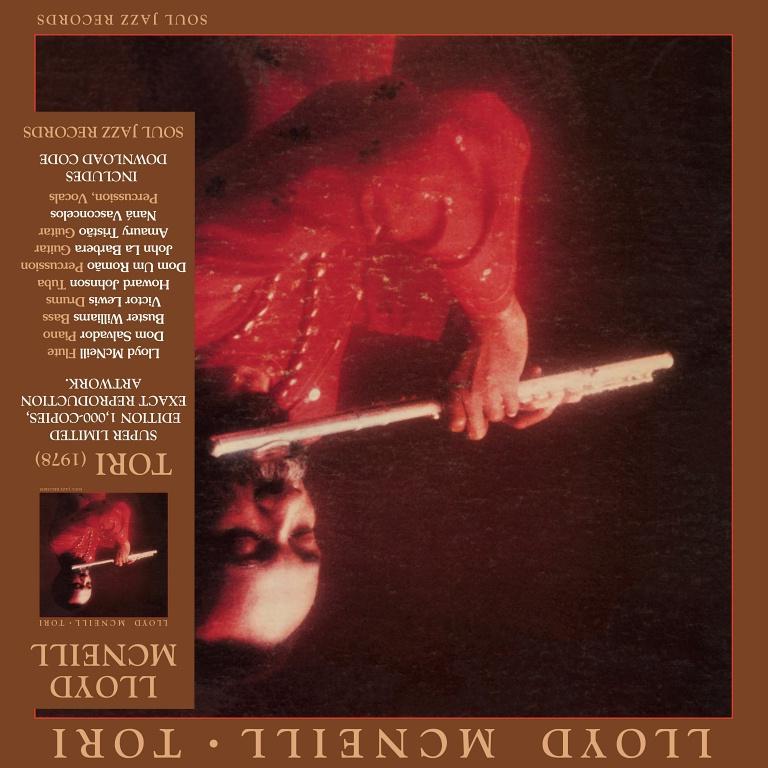 LLOYD MCNEILL • TORI
LLOYD
MCNEILL
LLOYD MCNEILL • TORI
SOUL JAZZ RECORDS
TORI (1978)
SUPER LIMITED
EDITION 1,000-COPIES,
EXACT REPRODUCTION
ARTWORK.
Lloyd McNeill Flute
Dom Salvador Piano
Buster Williams Bass
Victor Lewis Drums
Howard Johnson Tuba
Dom Um Romão Percussion
John La Barbera Guitar
Amaury Tristão Guitar
Naná Vasconcelos
Percussion, Vocals
INCLUDES
DOWNLOAD CODE
SOUL JAZZ RECORDS
SOUL JAZZ RECORDS